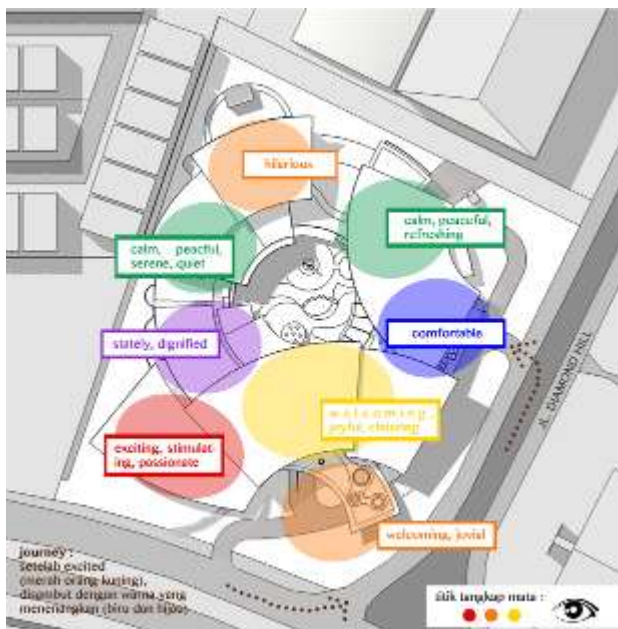 hilerious
calm, peaceful,
refreshing
calm, peacful,
serene, quiet
comfortable
stately, dignified
welcoming,
joyful, cheering
exciting, stimulat-
ing, passionate
welcoming, jovial
JL. DIAMOND HILL
journey :
setelah excited
(merah orang kuning),
disambut dengan warna yang
menenangkan (biru dan hijau)
titik tangkap mata :